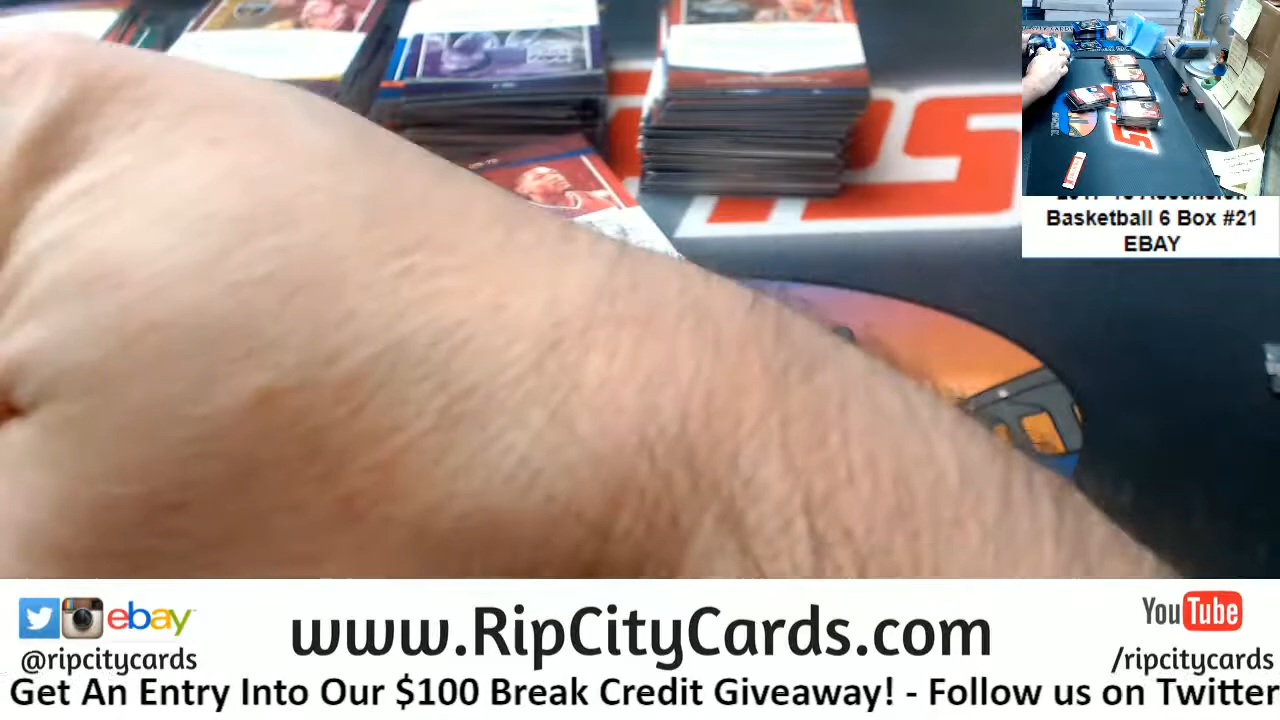 Basketball 6 Box #21
EBAY
ebay
@ripcitycards
www.RipCityCards.com
YouTube
/ripcitycards
Get An Entry Into Our $100 Break Credit Giveaway! - Follow us on Twitter